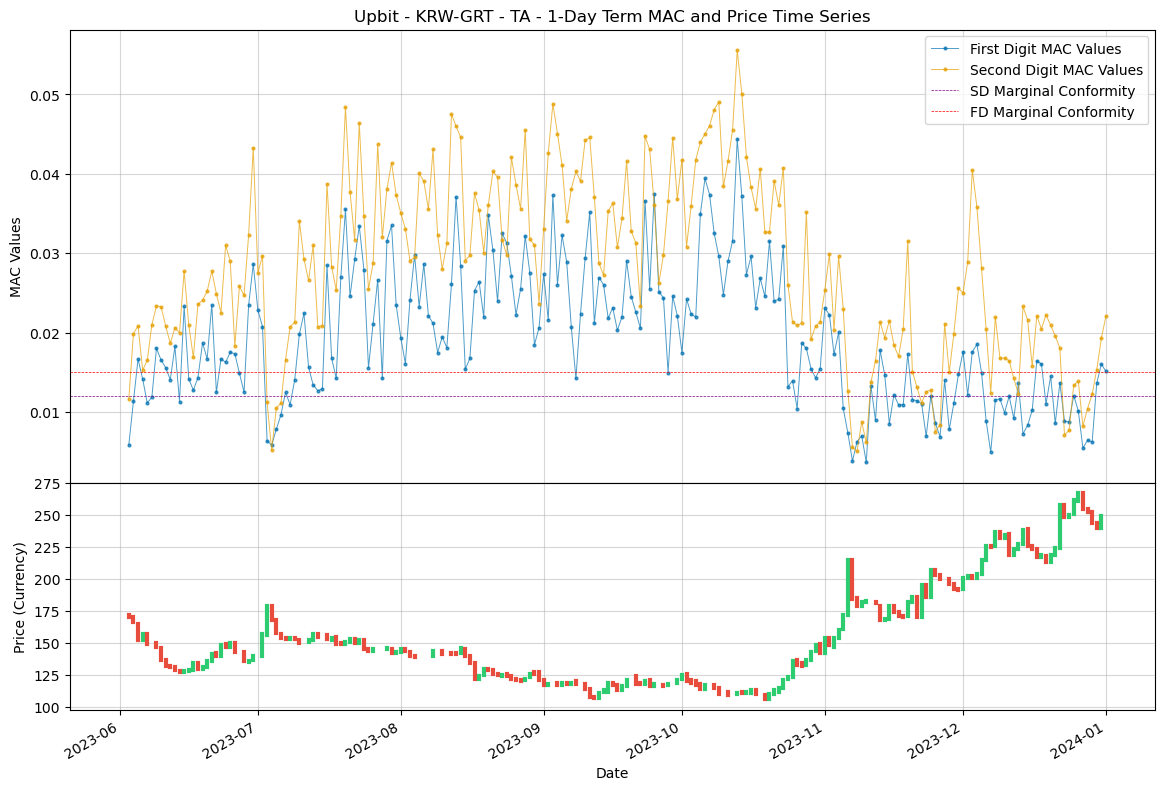 Upbit - KRW-GRT - TA - 1-Day Term MAC and Price Time Series
First Digit MAC Values
Second Digit MAC Values
SD Marginal Conformity
FD Marginal Conformity
MAC Values
0.05
0.04
0.03
0.02
0.01
Price (Currency)
275
250
225
200
175
150
125
100
2023-06
2023-07
2023-08
2023-09
2023-10
2023-11
2023-12
2024-01
Date